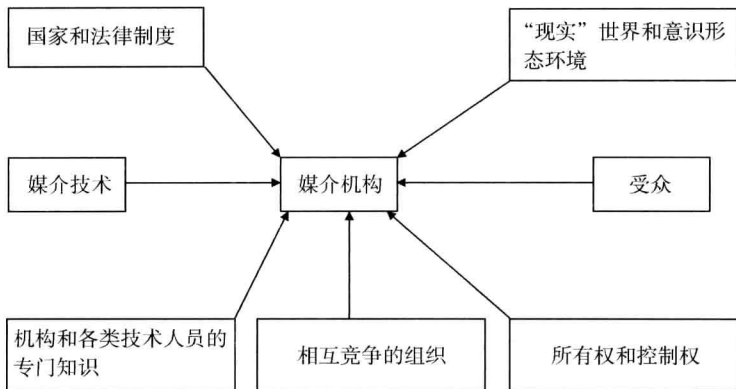 国家和法律制度
“现实”世界和意识形
态环境
媒介技术
媒介机构
受众
机构和各类技术人员的
专门知识
相互竞争的组织
所有权和控制权